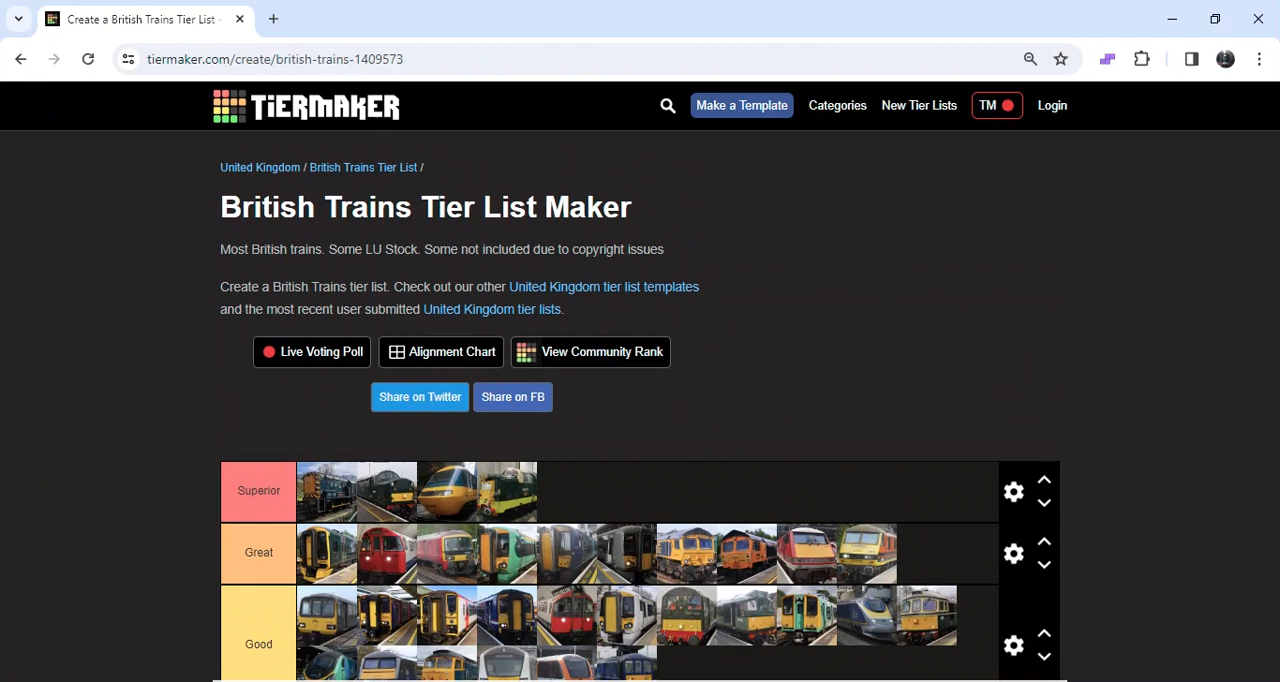 Create a British Trains Tier List -
tiermaker.com/create/british-trains-1409573
TiERMAKER
Make a Template
Categories
New Tier Lists
TM
Login
United Kingdom / British Trains Tier List /
British Trains Tier List Maker
Most British trains. Some LU Stock. Some not included due to copyright issues
Create a British Trains tier list. Check out our other United Kingdom tier list templates
and the most recent user submitted United Kingdom tier lists.
Live Voting Poll
Alignment Chart
View Community Rank
Share on Twitter
Share on FB
Superior
Great
Good